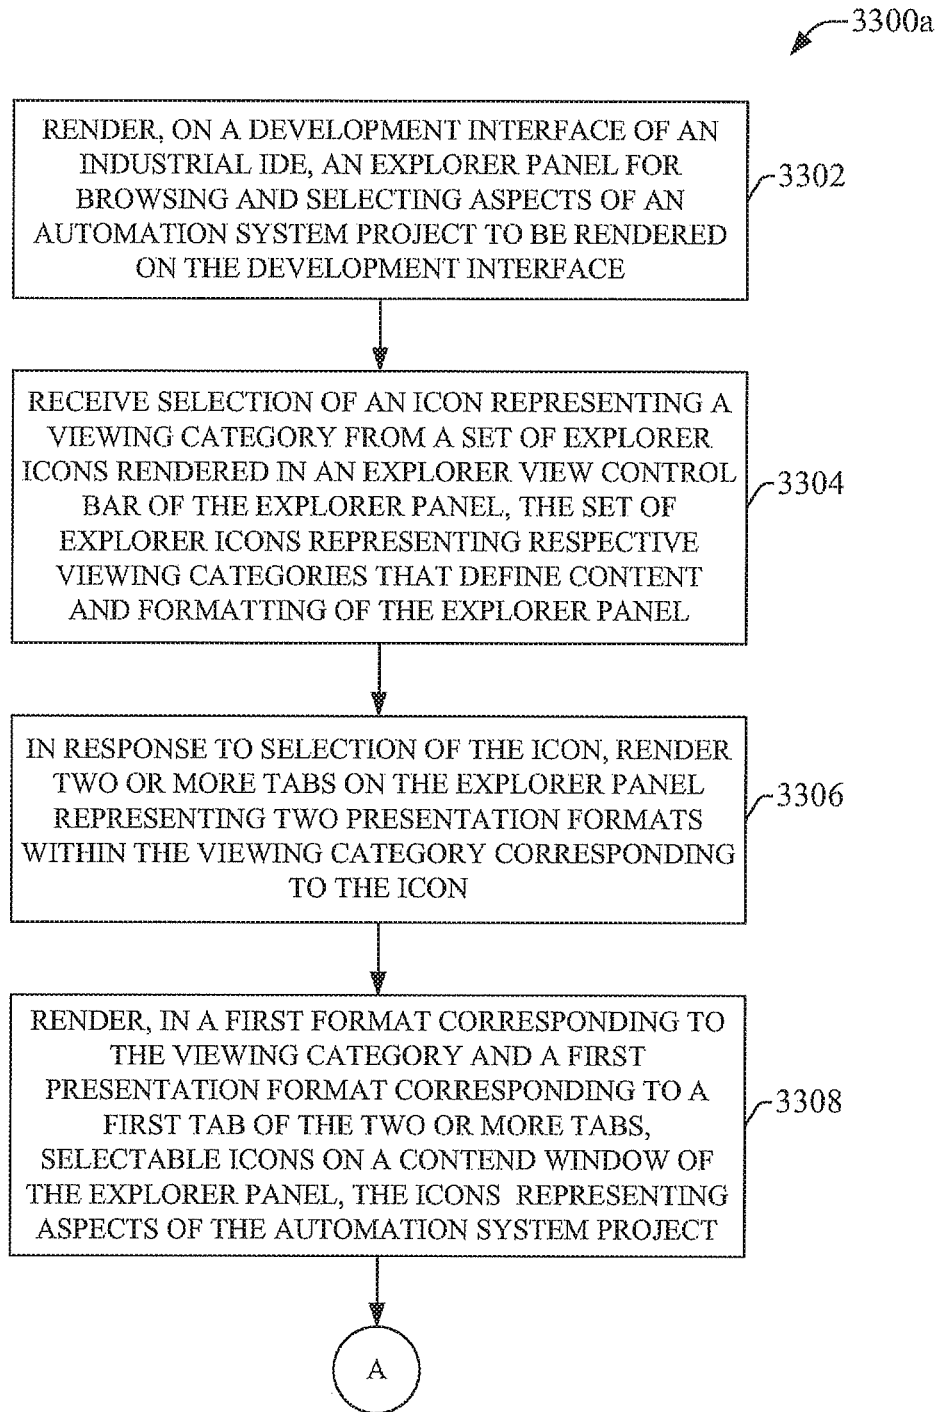 3300a
RENDER, ON A DEVELOPMENT INTERFACE OF AN
INDUSTRIAL IDE, AN EXPLORER PANEL FOR
BROWSING AND SELECTING ASPECTS OF AN
AUTOMATION SYSTEM PROJECT TO BE RENDERED
ON THE DEVELOPMENT INTERFACE
3302
RECEIVE SELECTION OF AN ICON REPRESENTING A
VIEWING CATEGORY FROM A SET OF EXPLORER
ICONS RENDERED IN AN EXPLORER VIEW CONTROL
BAR OF THE EXPLORER PANEL, THE SET OF
EXPLORER ICONS REPRESENTING RESPECTIVE
VIEWING CATEGORIES THAT DEFINE CONTENT
AND FORMATTING OF THE EXPLORER PANEL
3304
IN RESPONSE TO SELECTION OF THE ICON, RENDER
TWO OR MORE TABS ON THE EXPLORER PANEL
REPRESENTING TWO PRESENTATION FORMATS
WITHIN THE VIEWING CATEGORY CORRESPONDING
TO THE ICON
3306
RENDER, IN A FIRST FORMAT CORRESPONDING TO
THE VIEWING CATEGORY AND A FIRST
PRESENTATION FORMAT CORRESPONDING TO A
FIRST TAB OF THE TWO OR MORE TABS,
SELECTABLE ICONS ON A CONTEND WINDOW OF
THE EXPLORER PANEL, THE ICONS REPRESENTING
ASPECTS OF THE AUTOMATION SYSTEM PROJECT
3308
A